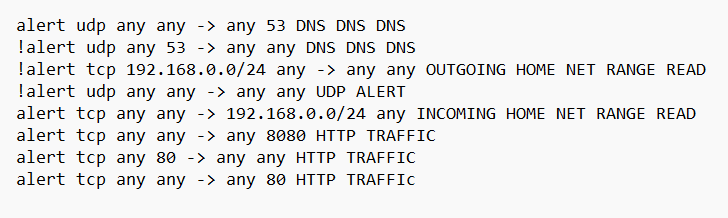 alert udp any any -> any 53 DNS DNS DNS
!alert udp any 53 -> any any DNS DNS DNS
!alert tcp 192.168.0.0/24 any -> any any OUTGOING HOME NET RANGE READ
!alert udp any any -> any any UDP ALERT
alert tcp any any -> 192.168.0.0/24 any INCOMING HOME NET RANGE READ
alert tcp any any -> any 8080 HTTP TRAFFIC
alert tcp any 80 -> any any HTTP TRAFFIC
alert tcp any any -> any 80 HTTP TRAFFIc